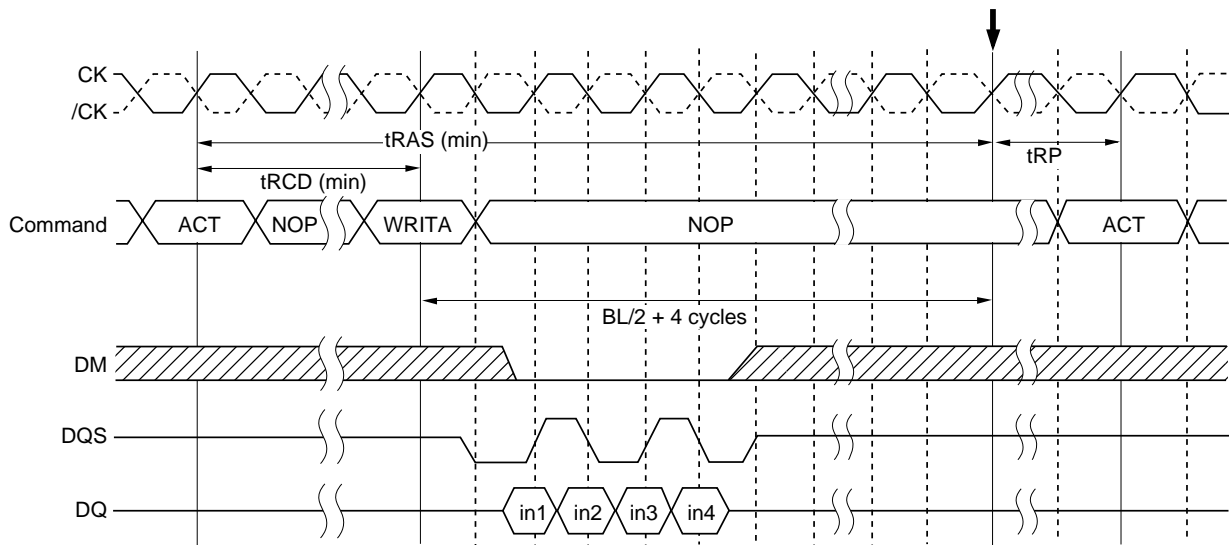 CK
/CK
tRAS (min)
tRP
tRCD (min)
Command ACT NOP WRITA NOP ACT
BL/2 + 4 cycles
DM
DQS
DQ in1 in2 in3 in4